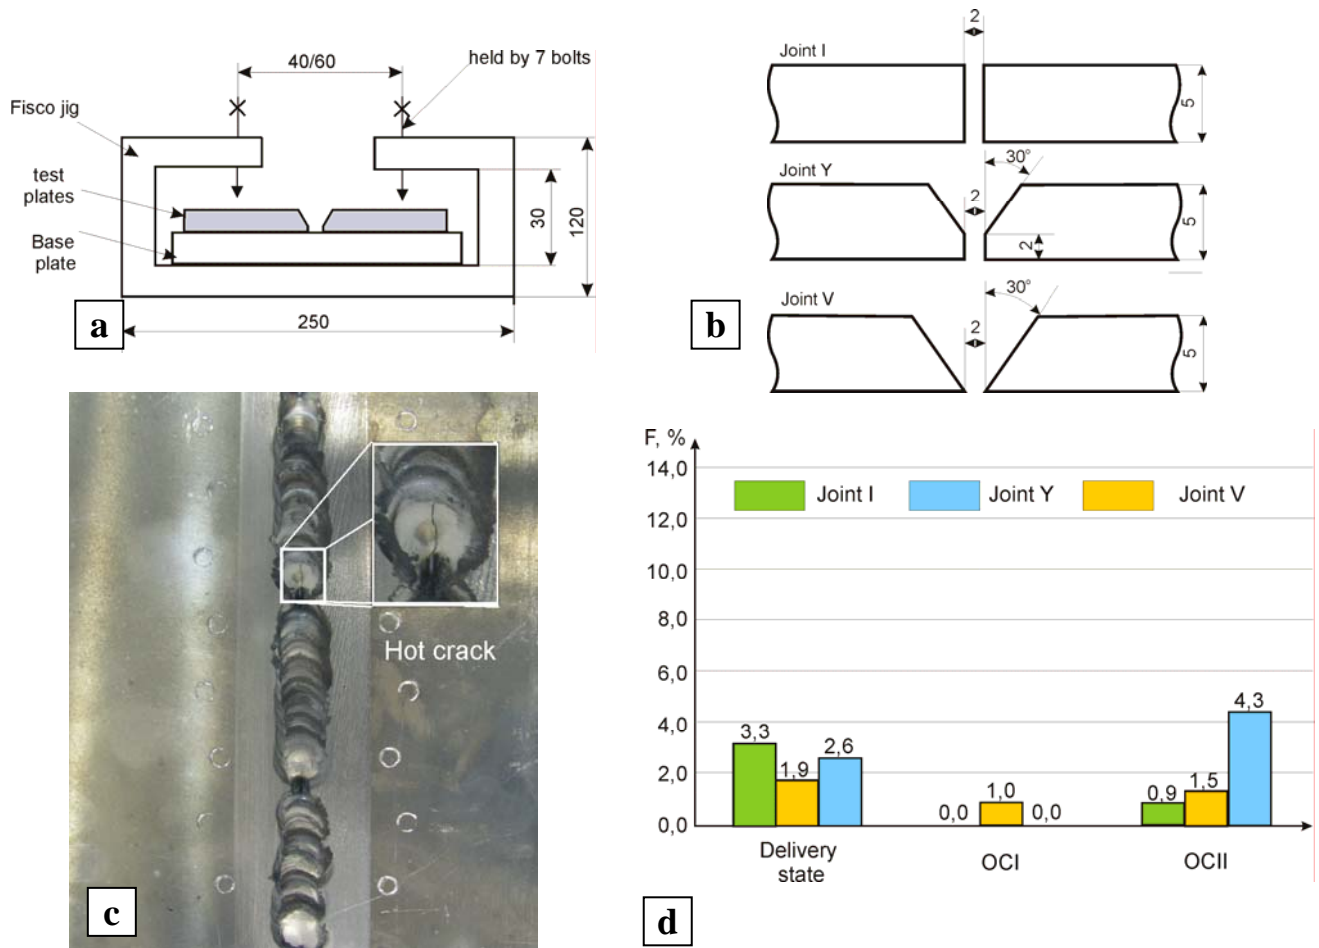 40/60
held by 7 bolts
Fisco jig
test
plates
Base
plate
30
120
250
a
2
Joint I
5
30°
Joint Y
2
5
2
30°
Joint V
2
5
b
Hot crack
c
F, %
14,0
12,0
10,0
8,0
6,0
4,0
2,0
0,0
Joint I
Joint Y
Joint V
3,3
1,9
2,6
0,0
1,0
0,0
0,9
1,5
4,3
Delivery
state
OCI
OCII
d